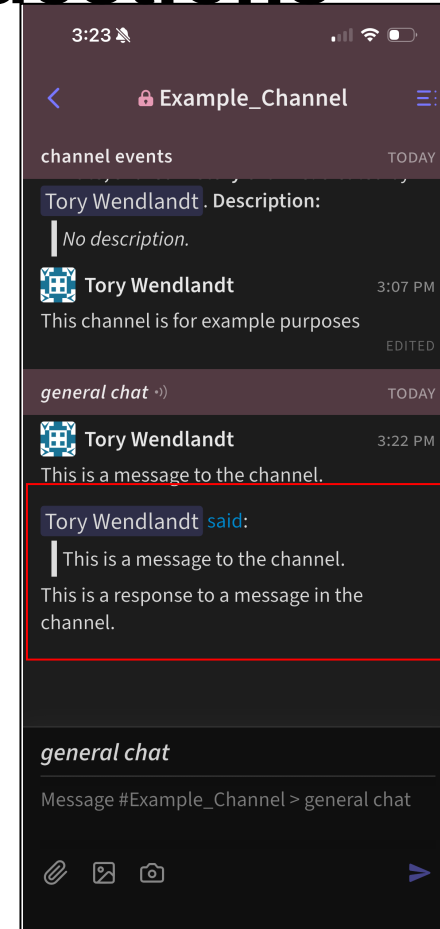 3:23
Example_Channel
channel events TODAY
Tory Wendlandt. Description:
No description.
Tory Wendlandt 3:07 PM
This channel is for example purposes
EDITED
general chat TODAY
Tory Wendlandt 3:22 PM
This is a message to the channel.
Tory Wendlandt said:
This is a message to the channel.
This is a response to a message in the
channel.
general chat
Message #Example_Channel > general chat